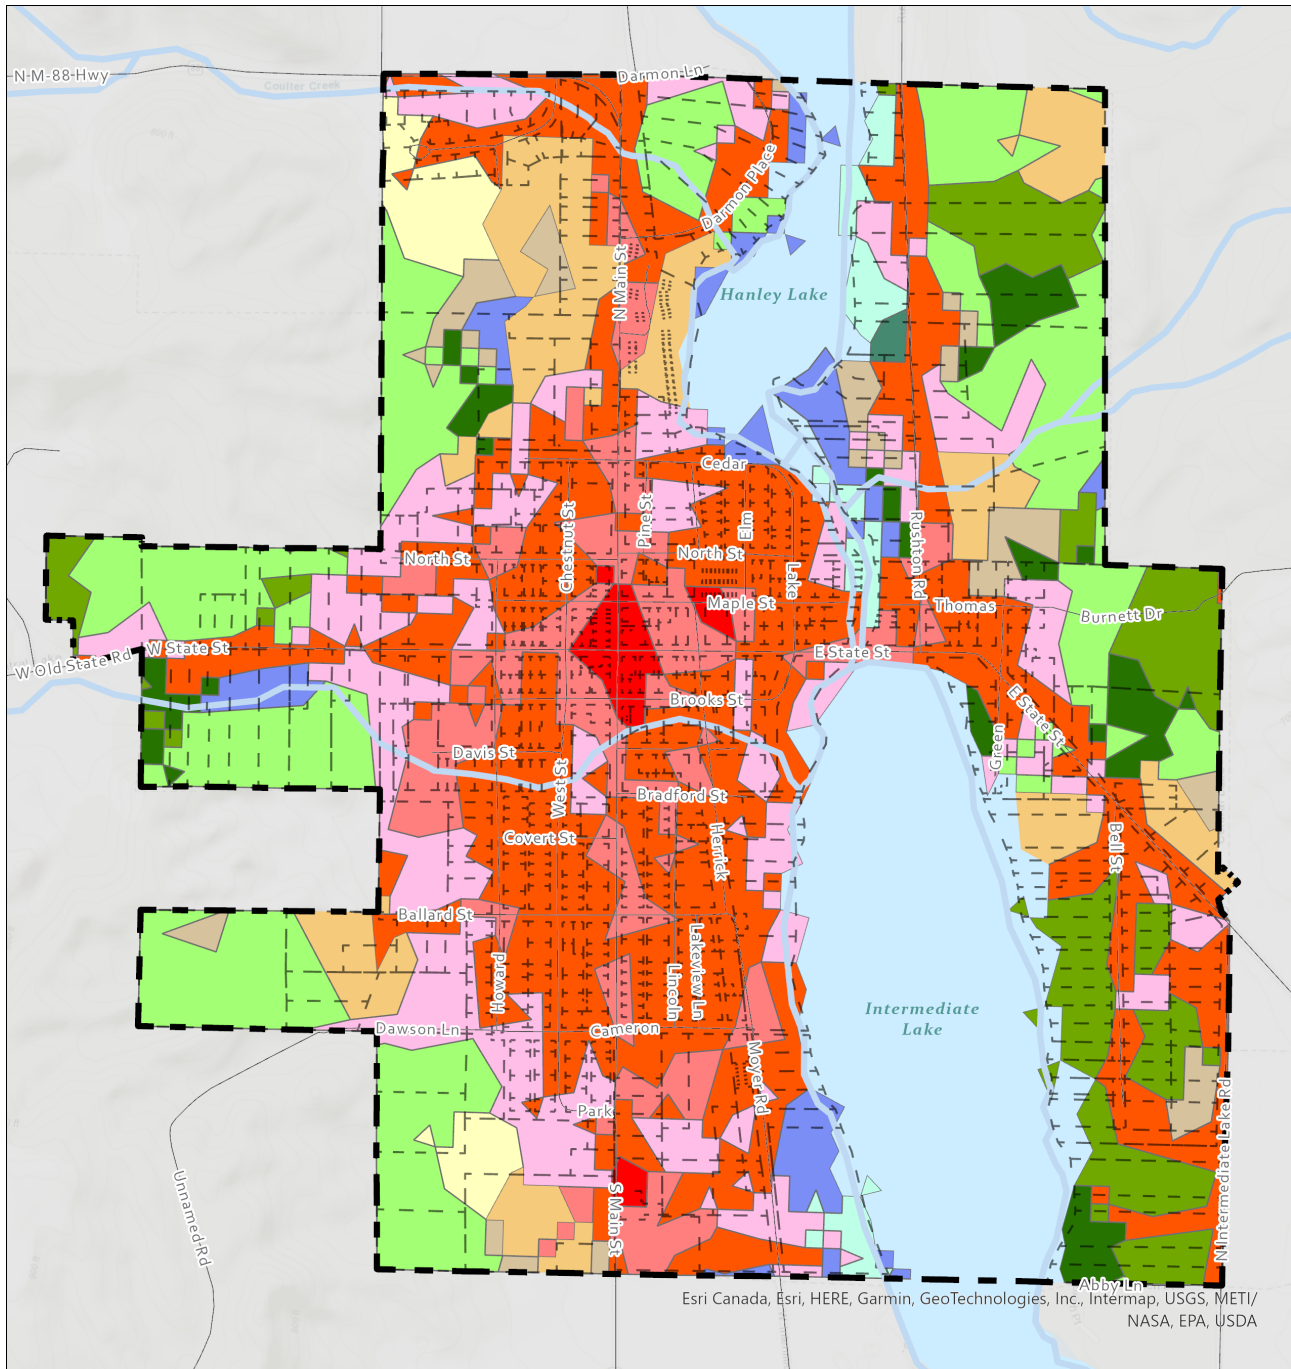 Darmon Ln
N-M-88-Hwy
Coulter Creek
Darmon Place
N Main St
Hanley Lake
Cedar
Pine St
Elm
Chestnut St
Rushton Rd
North St
North St
Lake
Maple St
Thomas
Burnett Dr
W State St
E State St
W-Old-State Rd
Brooks St
E State St
Green
Davis St
West St
Bradford St
Covert St
Herrick
Bell St
Ballard St
Howard
Lakeview Ln
Lincoln
Intermediate
Lake
Dawson Ln
Cameron
Moyer Rd
Park
N Intermediate Lake Rd
Unnamed-Rd
S Main St
Abby Ln
Esri Canada, Esri, HERE, Garmin, GeoTechnologies, Inc., Intermap, USGS, METI/
NASA, EPA, USDA